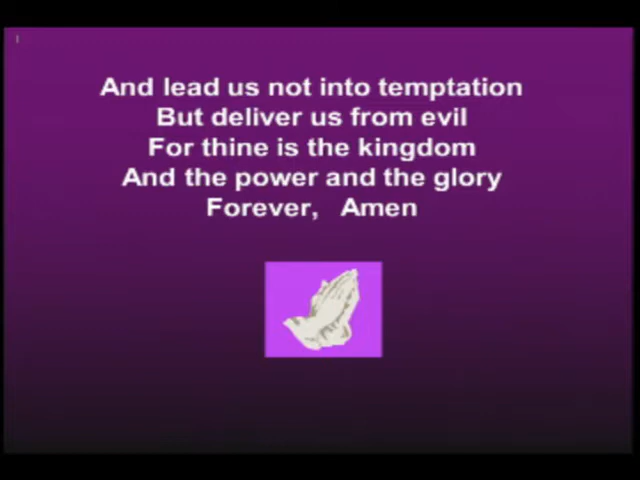 And lead us not into temptation
But deliver us from evil
For thine is the kingdom
And the power and the glory
Forever,   Amen